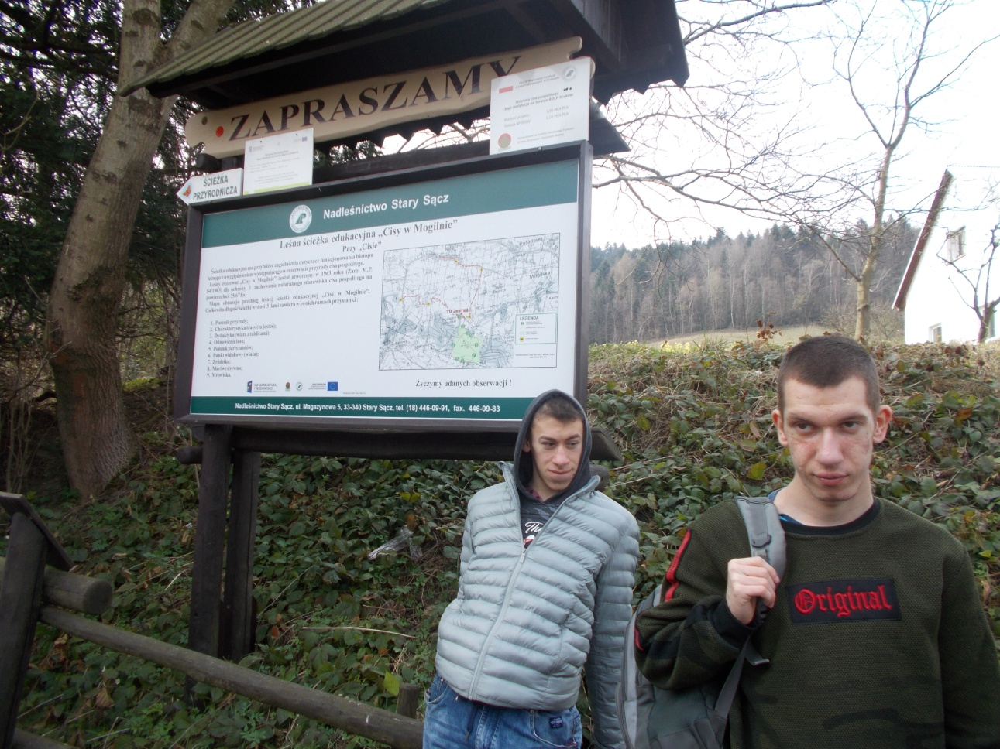 ZAPRASZAMY
ŚCIEŻKA
PRZYRODNICZA
Nadleśnictwo Stary Sącz
Leśna ścieżka edukacyjna „Cisy w Mogilnie”
Przy „Cisie”
Ścieżka edukacyjna ma przybliżyć zagadnienia dotyczące funkcjonowania biotopu
leśnego z uwzględnieniem występującego w rezerwacie przyrody cisa pospolitego.
Leśny rezerwat „Cisy w Mogilnie” został utworzony w 1963 roku (Zarz. M.P.
54/1963) dla ochrony i zachowania naturalnego stanowiska cisa pospolitego na
powierzchni 35,67 ha.
Mapa obrazuje przebieg leśnej ścieżki edukacyjnej „Cisy w Mogilnie”.
Całkowita długość ścieżki wynosi 5 km i zawiera w swoich ramach przystanki:
1. Pomnik przyrody;
2. Charakterystyka trasy (tu jesteś);
3. Dydaktyka (wiata z tablicami);
4. Odnowienie lasu;
5. Pomnik partyzantów;
6. Punkt widokowy (wiata);
7. Źródełko;
8. Martwe drewno;
9. Mrowiska.
TU JESTEŚ
LEGENDA
Życzymy udanych obserwacji !
INFRASTRUKTURA
I ŚRODOWISKO
Nadleśnictwo Stary Sącz, ul. Magazynowa 5, 33-340 Stary Sącz, tel. (18) 446-09-91, fax. 446-09-83
The
Original